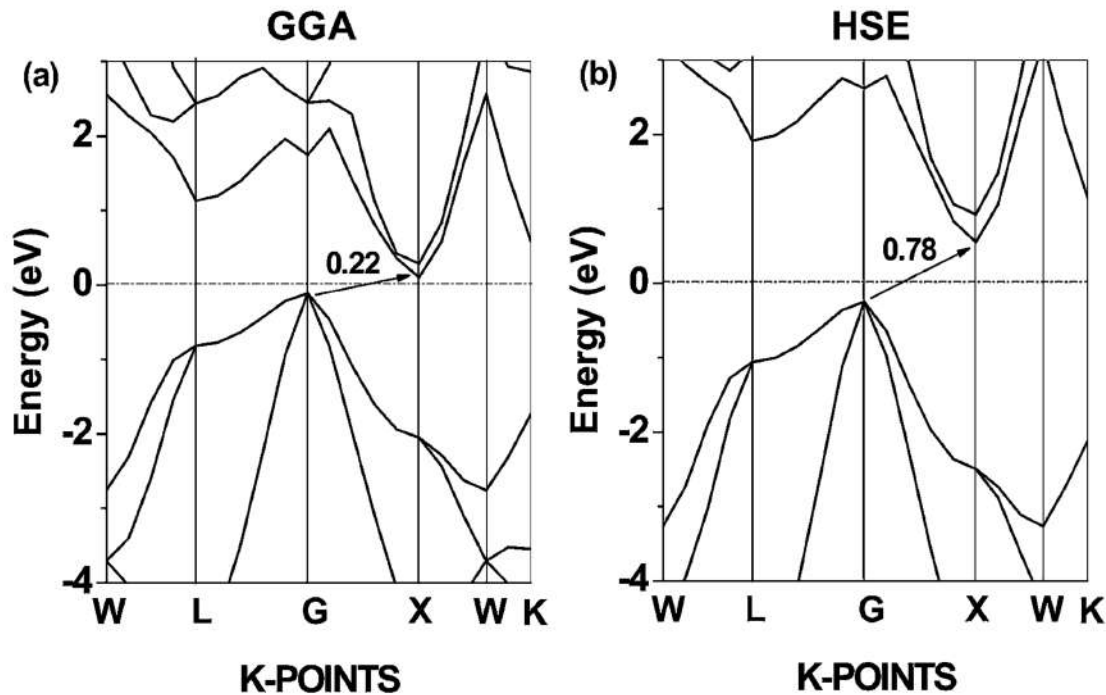 GGA
(a)
Energy (eV)
2
0
-2
-4
0.22
W L G X W K
K-POINTS
HSE
(b)
Energy (eV)
2
0
-2
-4
0.78
W L G X W K
K-POINTS